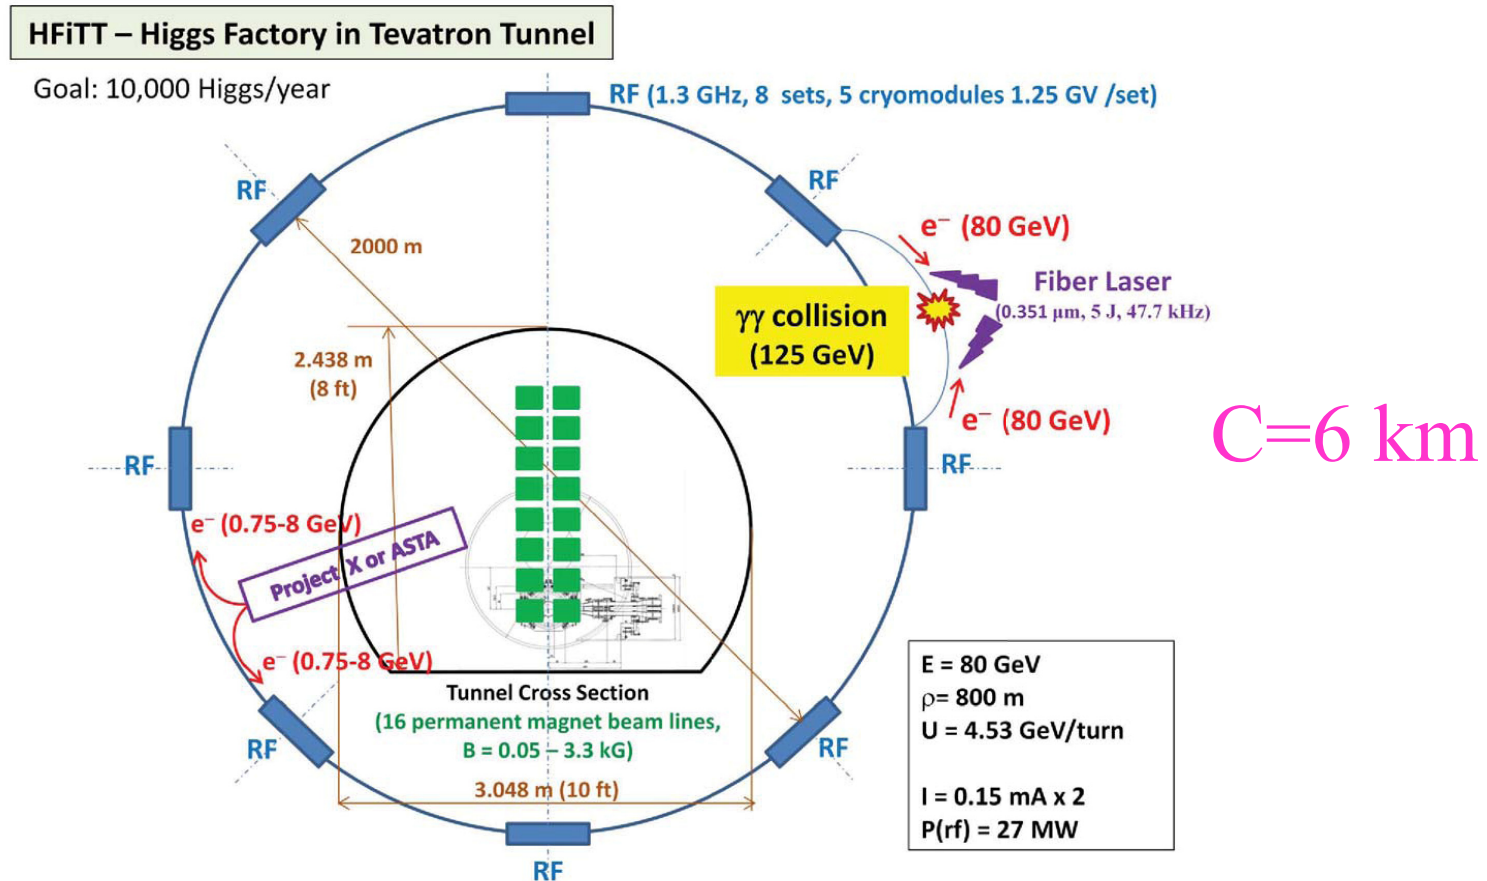 HFiTT – Higgs Factory in Tevatron Tunnel
Goal: 10,000 Higgs/year
RF (1.3 GHz, 8 sets, 5 cryomodules 1.25 GV /set)
RF
RF
e⁻ (80 GeV)
2000 m
Fiber Laser
(0.351 μm, 5 J, 47.7 kHz)
γγ collision
(125 GeV)
2.438 m
(8 ft)
e⁻ (80 GeV)
C=6 km
RF
RF
e⁻ (0.75-8 GeV)
Project X or ASTA
e⁻ (0.75-8 GeV)
Tunnel Cross Section
(16 permanent magnet beam lines,
B = 0.05 – 3.3 kG)
3.048 m (10 ft)
RF
RF
RF
E = 80 GeV
ρ= 800 m
U = 4.53 GeV/turn
I = 0.15 mA x 2
P(rf) = 27 MW